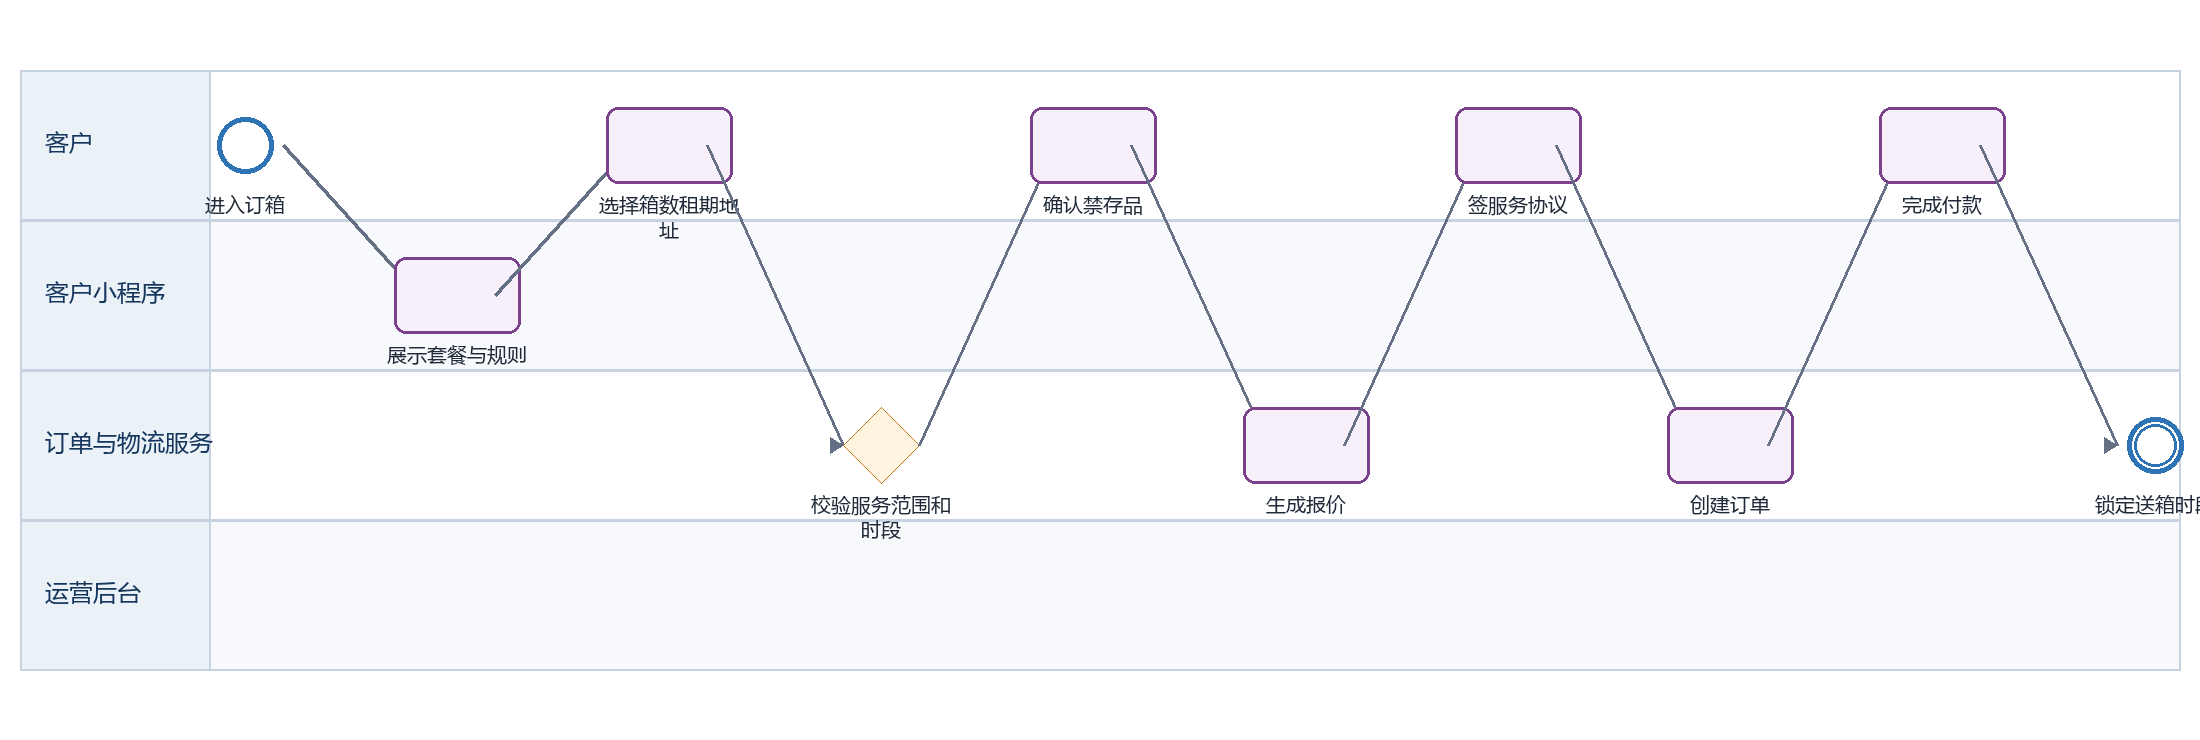 客户
进入订箱
选择箱数租期地
址
确认禁存品
签服务协议
完成付款
客户小程序
展示套餐与规则
订单与物流服务
校验服务范围和
时段
生成报价
创建订单
锁定送箱时段
运营后台